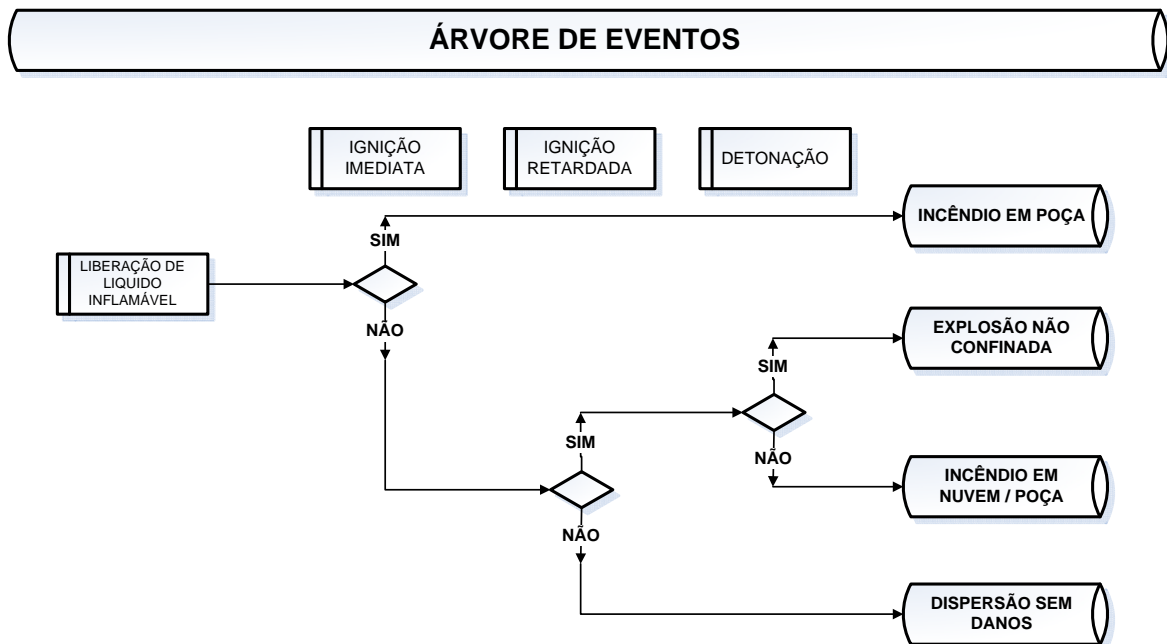 ÁRVORE DE EVENTOS
IGNIÇÃO
IMEDIATA
IGNIÇÃO
RETARDADA
DETONAÇÃO
INCÊNDIO EM POÇA
SIM
LIBERAÇÃO DE
LIQUIDO
INFLAMÁVEL
NÃO
EXPLOSÃO NÃO
CONFINADA
SIM
SIM
NÃO
INCÊNDIO EM
NUVEM / POÇA
NÃO
DISPERSÃO SEM
DANOS